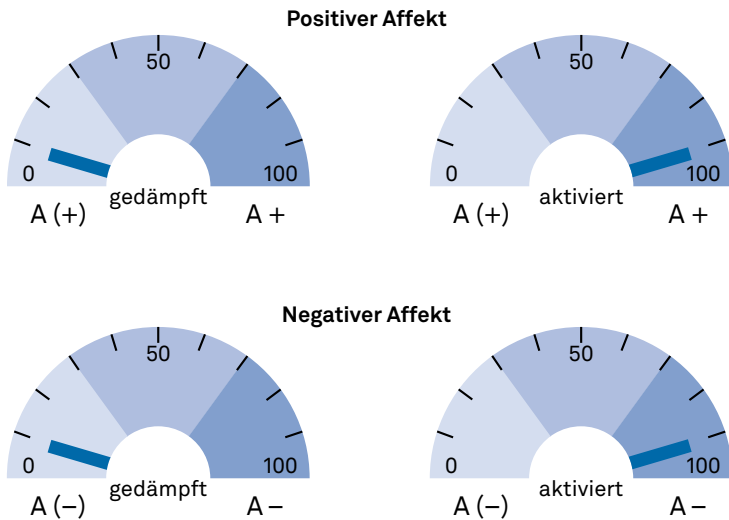 Positiver Affekt
50
0
100
gedämpft
A (+)
A +
50
0
100
aktiviert
A (+)
A +
Negativer Affekt
50
0
100
gedämpft
A (–)
A –
50
0
100
aktiviert
A (–)
A –